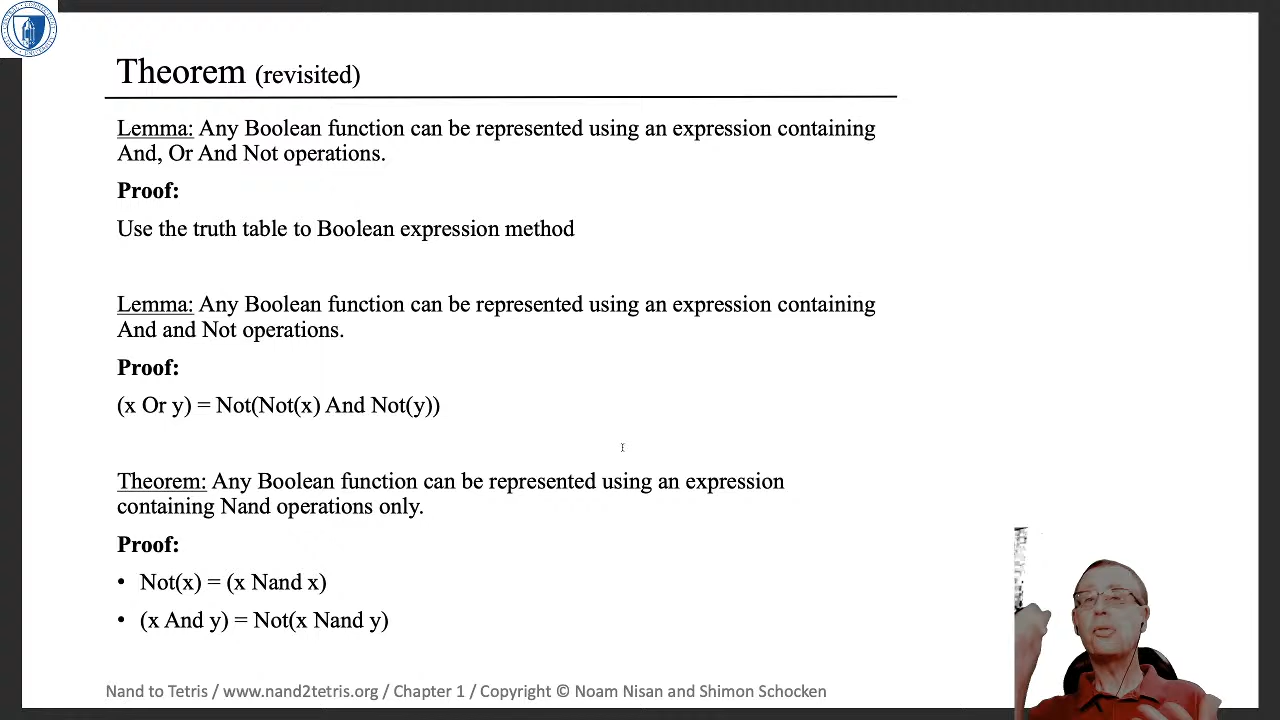 Theorem (revisited)
Lemma: Any Boolean function can be represented using an expression containing
And, Or And Not operations.
Proof:
Use the truth table to Boolean expression method
Lemma: Any Boolean function can be represented using an expression containing
And and Not operations.
Proof:
(x Or y) = Not(Not(x) And Not(y))
Theorem: Any Boolean function can be represented using an expression
containing Nand operations only.
Proof:
• Not(x) = (x Nand x)
• (x And y) = Not(x Nand y)
Nand to Tetris / www.nand2tetris.org / Chapter 1 / Copyright © Noam Nisan and Shimon Schocken